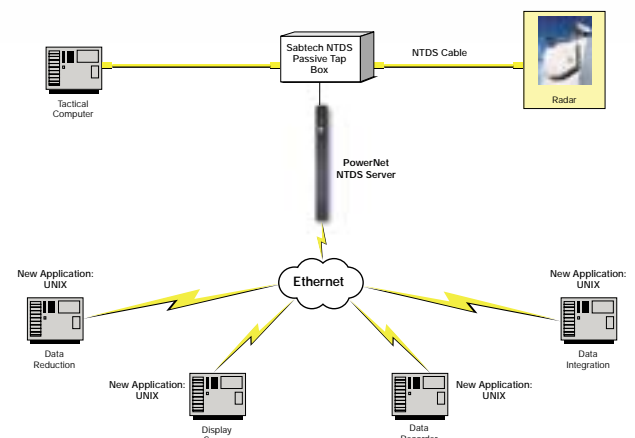 Sabtech NTDS
Passive Tap
Box
NTDS Cable
Tactical
Computer
Radar
PowerNet
NTDS Server
Ethernet
New Application:
UNIX
Data
Reduction
New Application:
UNIX
Display
New Application:
UNIX
Data
Recorder
New Application:
UNIX
Data
Integration